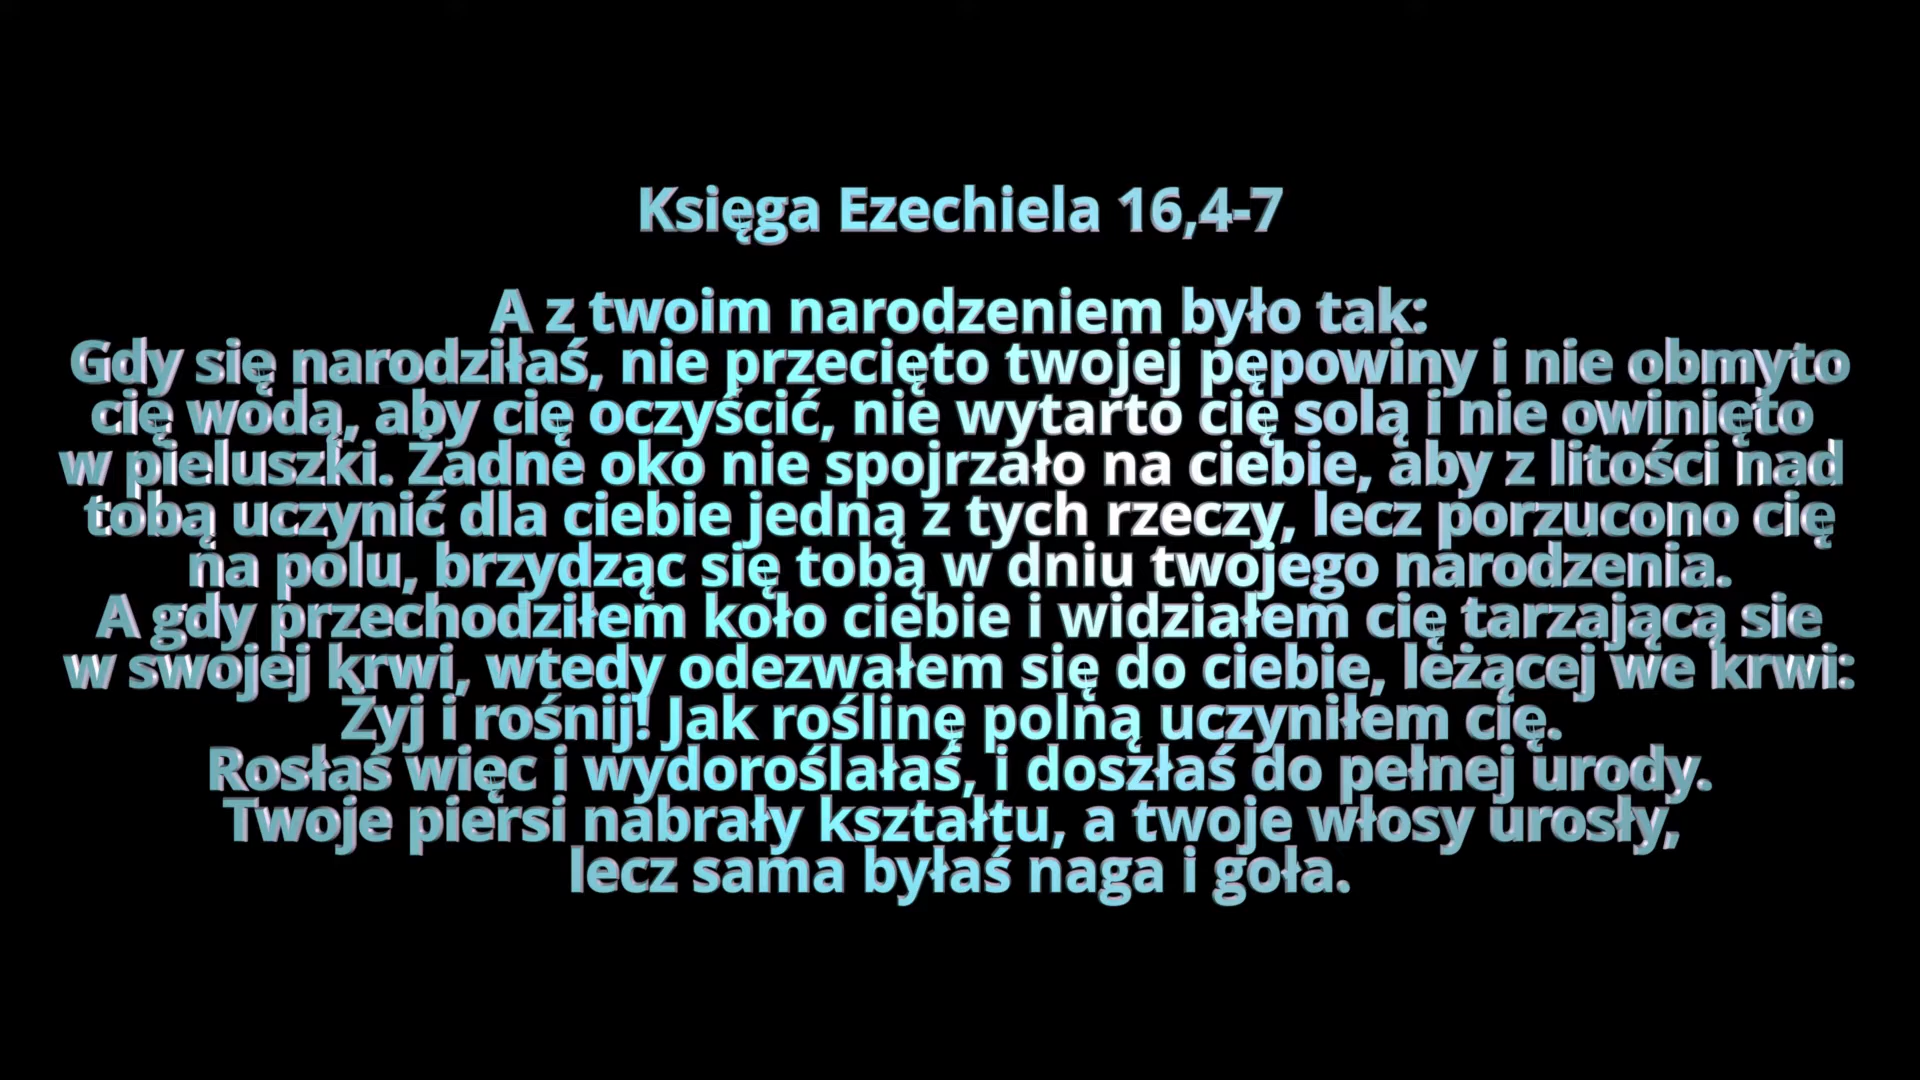 Księga Ezechiela 16,4-7
A z twoim narodzeniem było tak:
Gdy się narodziłaś, nie przecięto twojej pępowiny i nie obmyto
cię wodą, aby cię oczyścić, nie wytarto cię solą i nie owinięto
w pieluszki. Żadne oko nie spojrzało na ciebie, aby z litości nad
tobą uczynić dla ciebie jedną z tych rzeczy, lecz porzucono cię
na polu, brzydząc się tobą w dniu twojego narodzenia.
A gdy przechodziłem koło ciebie i widziałem cię tarzającą sie
w swojej krwi, wtedy odezwałem się do ciebie, leżącej we krwi:
Żyj i rośnij! Jak roślinę polną uczyniłem cię.
Rosłaś więc i wydoroślałaś, i doszłaś do pełnej urody.
Twoje piersi nabrały kształtu, a twoje włosy urosły,
lecz sama byłaś naga i goła.